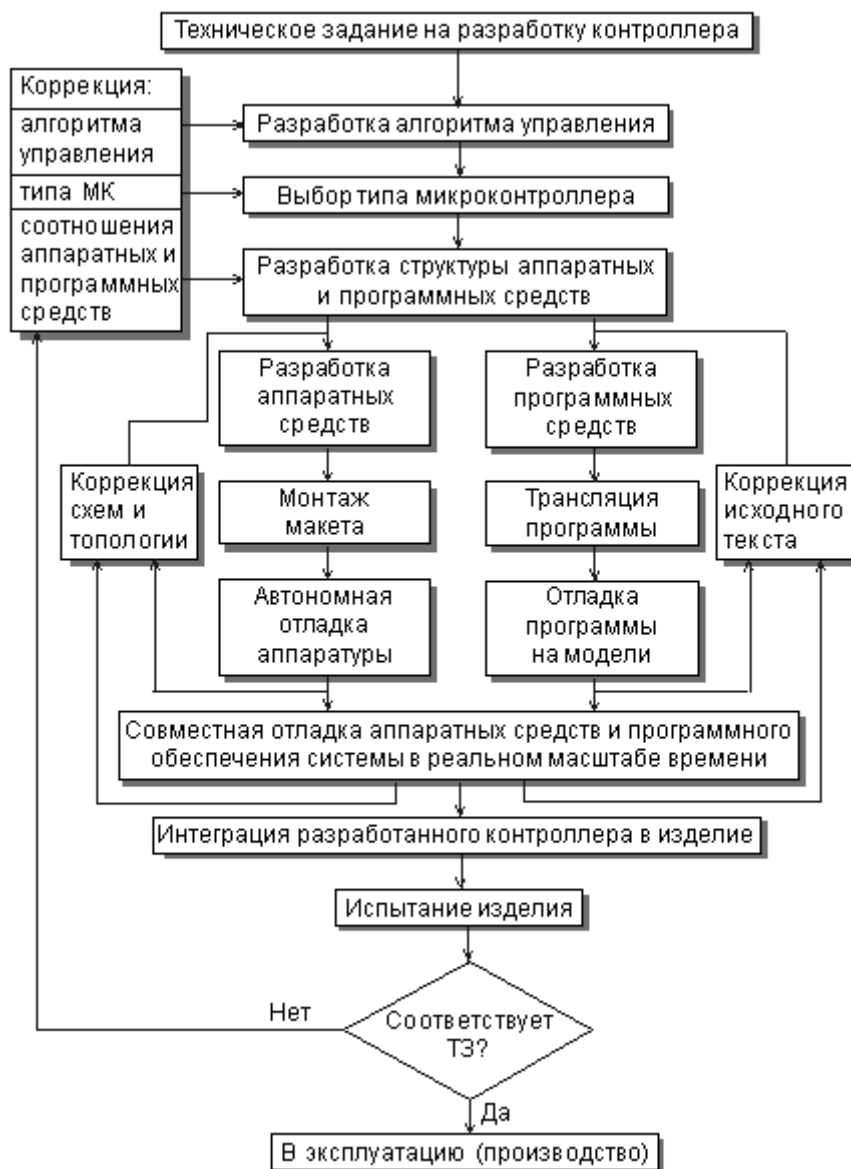 Техническое задание на разработку контроллера
Коррекция:
алгоритма
управления
типа МК
соотношения
аппаратных и
программных
средств
Разработка алгоритма управления
Выбор типа микроконтроллера
Разработка структуры аппаратных
и программных средств
Разработка
аппаратных
средств
Разработка
программных
средств
Коррекция
схем и
топологии
Монтаж
макета
Трансляция
программы
Коррекция
исходного
текста
Автономная
отладка
аппаратуры
Отладка
программы
на модели
Совместная отладка аппаратных средств и программного
обеспечения системы в реальном масштабе времени
Интеграция разработанного контроллера в изделие
Испытание изделия
Нет
Соответствует
ТЗ?
Да
В эксплуатацию (производство)